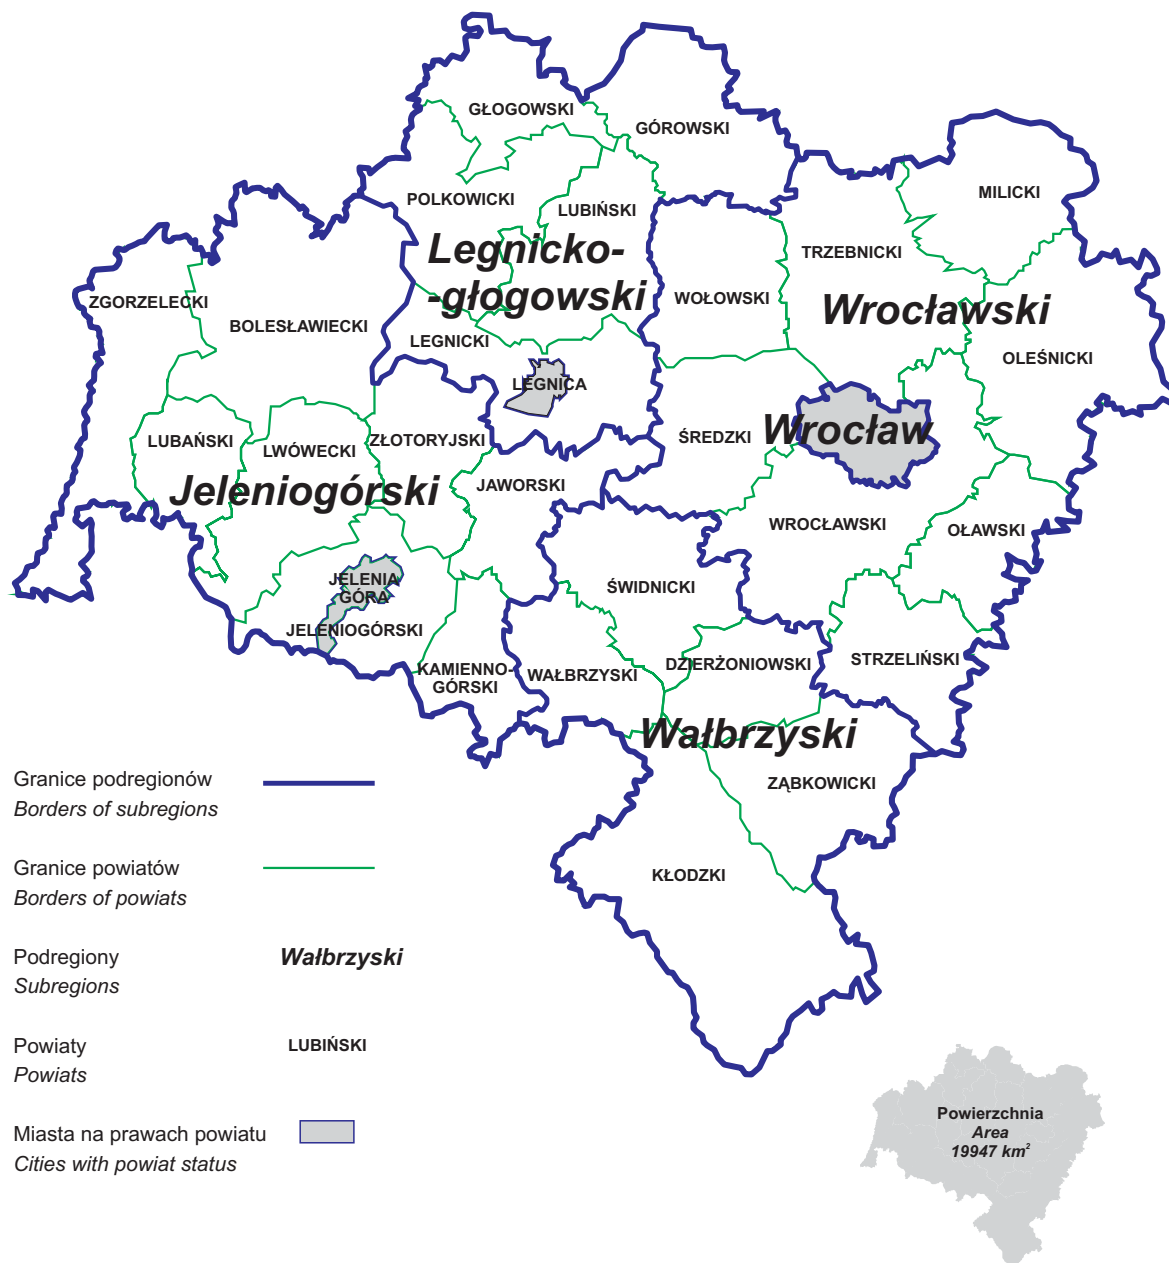 GŁOGOWSKI
GÓROWSKI
MILICKI
POLKOWICKI
LUBIŃSKI
Legnicko-
-głogowski
TRZEBNICKI
ZGORZELECKI
WOŁOWSKI
Wrocławski
BOLESŁAWIECKI
LEGNICKI
OLEŚNICKI
LEGNICA
LUBAŃSKI
LWÓWECKI
ZŁOTORYJSKI
ŚREDZKI
Wrocław
Jeleniogórski
JAWORSKI
WROCŁAWSKI
OŁAWSKI
JELENIA
GÓRA
ŚWIDNICKI
JELENIOGÓRSKI
KAMIENNO-
GÓRSKI
WAŁBRZYSKI
DZIERŻONIOWSKI
STRZELIŃSKI
Wałbrzyski
ZĄBKOWICKI
KŁODZKI
Granice podregionów
Borders of subregions
Granice powiatów
Borders of powiats
Podregiony
Subregions
Wałbrzyski
Powiaty
Powiats
LUBIŃSKI
Miasta na prawach powiatu
Cities with powiat status
Powierzchnia
Area
19947 km²